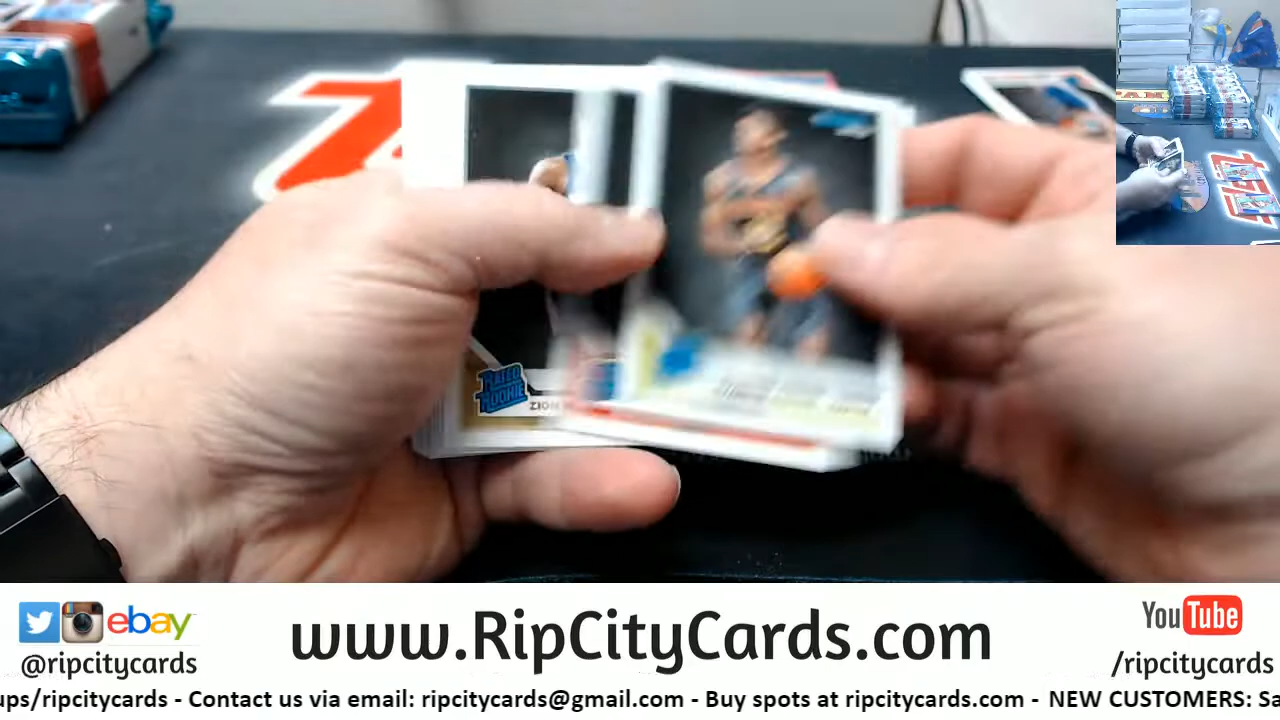 RATED
ROOKIE
ZION
ebay
www.RipCityCards.com
YouTube
@ripcitycards
/ripcitycards
ups/ripcitycards - Contact us via email: ripcitycards@gmail.com - Buy spots at ripcitycards.com - NEW CUSTOMERS: Sa